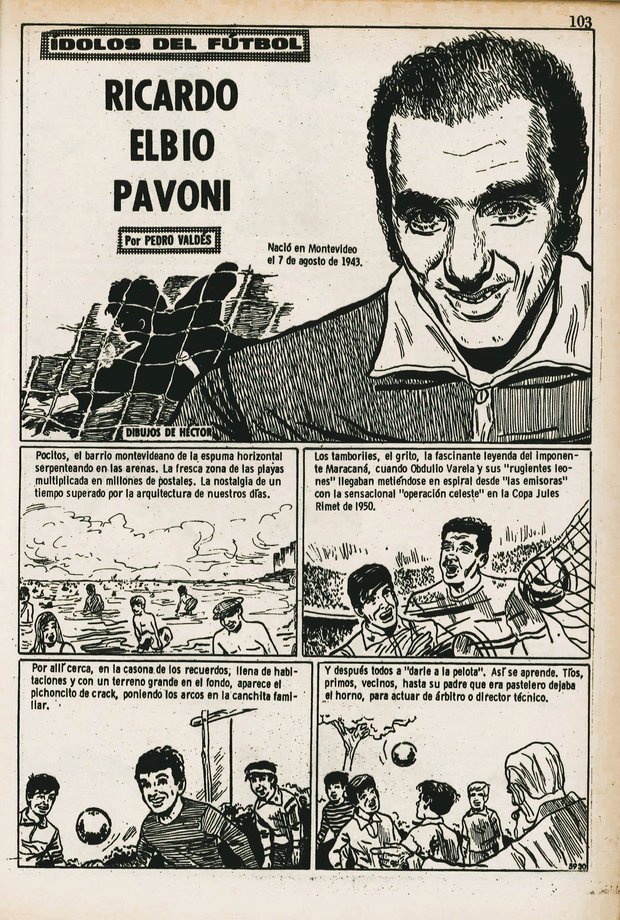 103
ÍDOLOS DEL FÚTBOL
RICARDO
ELBIO
PAVONI
Por PEDRO VALDÉS
Nació en Montevideo
el 7 de agosto de 1943.
DIBUJOS DE HÉCTOR
Pocitos, el barrio montevideano de la espuma horizontal
serpenteando en las arenas. La fresca zona de las playas
multiplicada en millones de postales. La nostalgia de un
tiempo superado por la arquitectura de nuestros días.
Los tamboriles, el grito, la fascinante leyenda del imponen-
te Maracaná, cuando Obdulio Varela y sus "rugientes leo-
nes" llegaban metiéndose en espiral desde "las emisoras"
con la sensacional "operación celeste" en la Copa Jules
Rimet de 1950.
Por allí cerca, en la casona de los recuerdos, llena de habi-
taciones y con un terreno grande en el fondo, aparece el
pichoncito de crack, poniendo los arcos en la canchita fami-
liar.
Y después todos a "darle a la pelota". Así se aprende. Tíos,
primos, vecinos, hasta su padre que era pastelero dejaba
el horno, para actuar de árbitro o director técnico.
5930